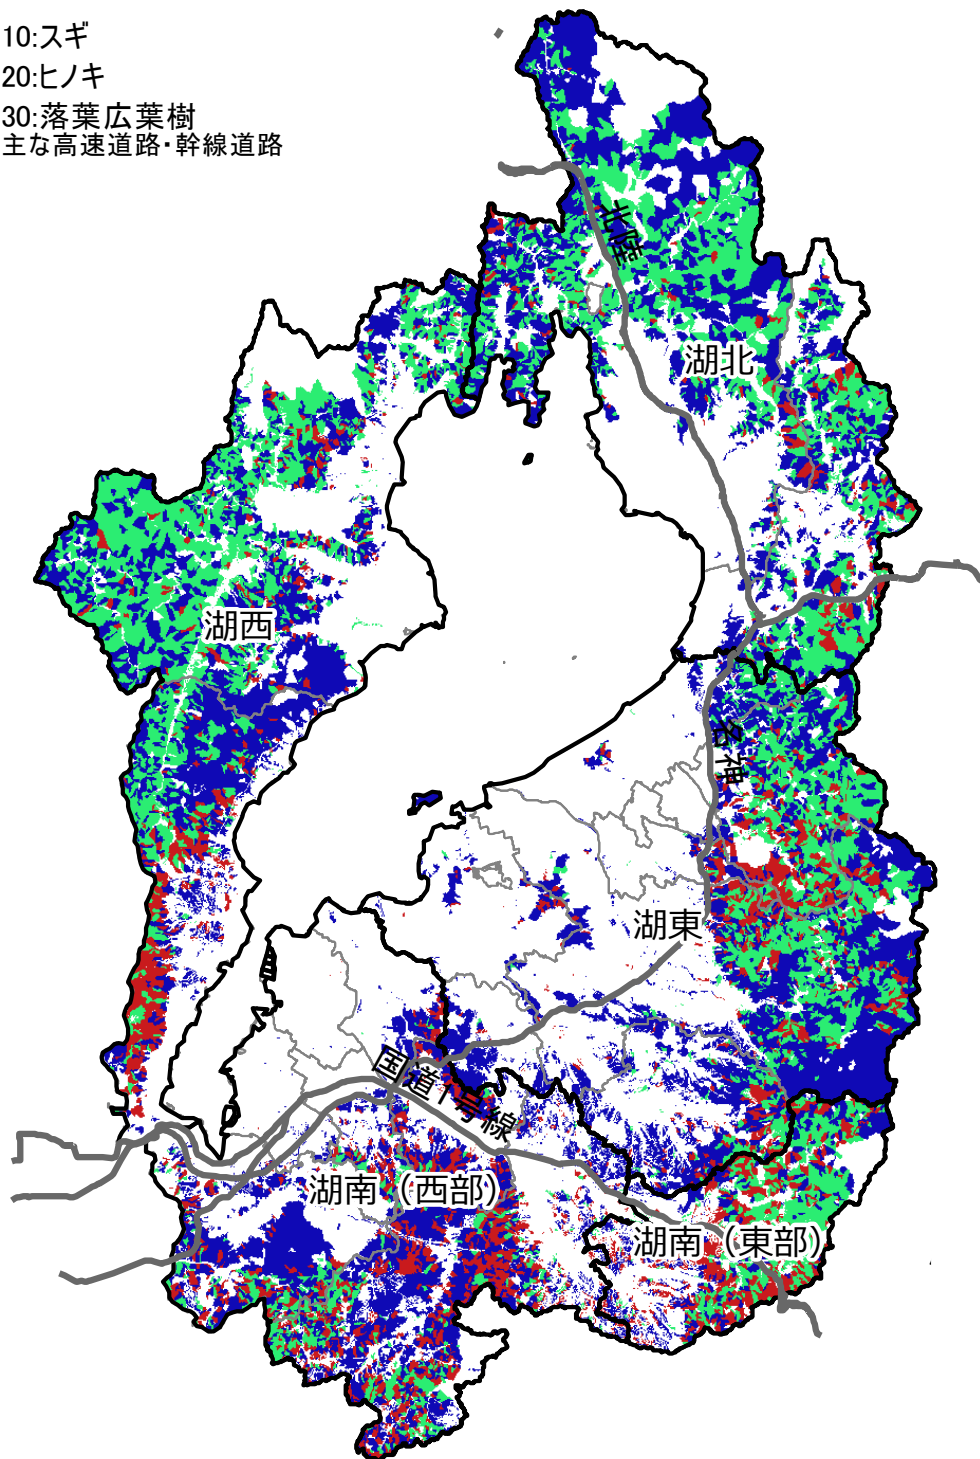 10:スギ
20:ヒノキ
30:落葉広葉樹
主な高速道路・幹線道路
北陸
湖北
湖西
名神
湖東
国道1号線
湖南（西部）
湖南（東部）